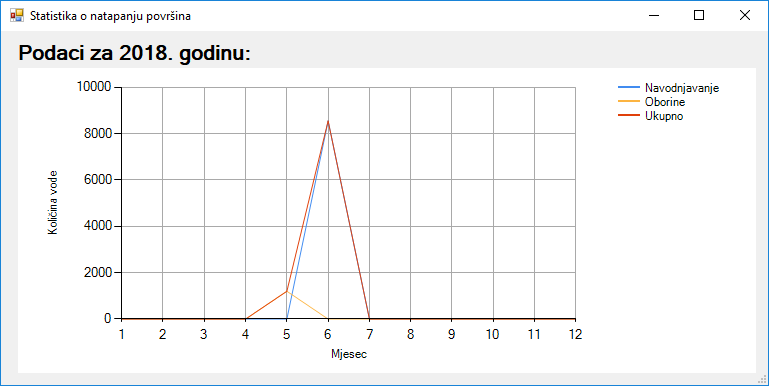 Statistika o natapanju površina
Podaci za 2018. godinu:
Navodnjavanje
Oborine
Ukupno
Količina vode
10000
8000
6000
4000
2000
0
1 2 3 4 5 6 7 8 9 10 11 12
Mjesec